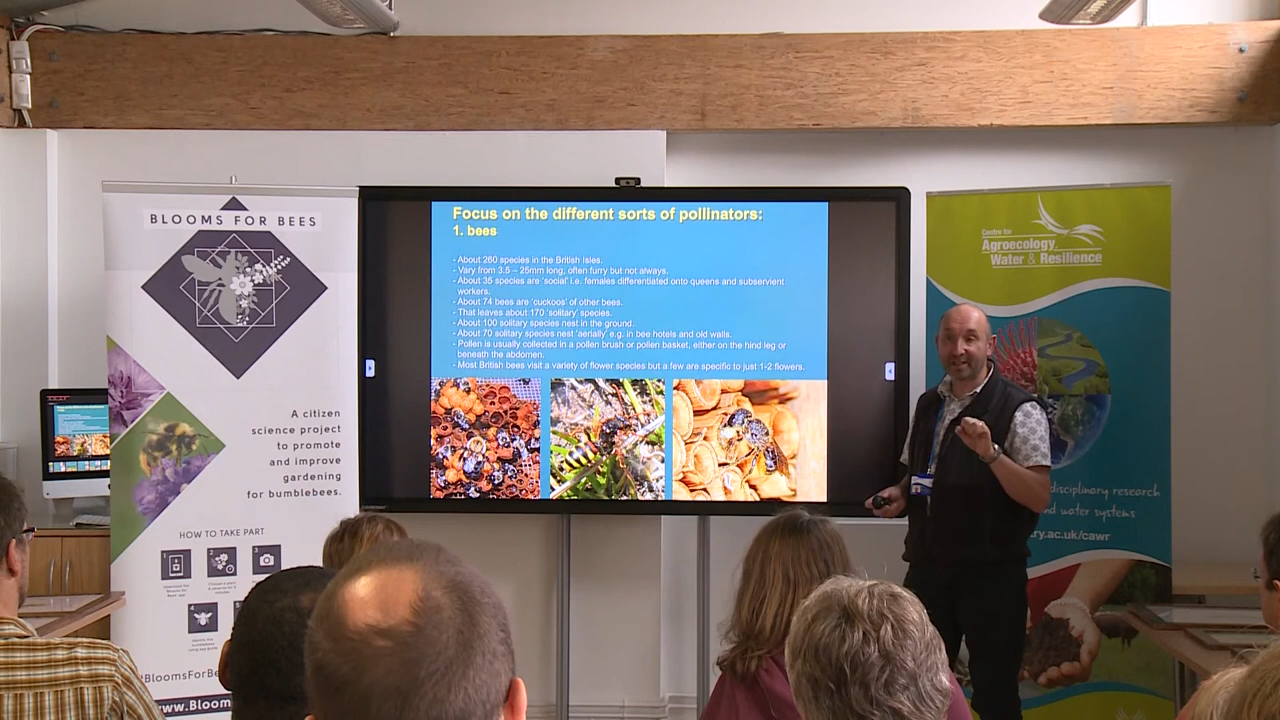 BLOOMS FOR BEES
A citizen
science project
to promote
and improve
gardening
for bumblebees.
HOW TO TAKE PART
1
2
3
4
#BloomsForBe
www.Bloom
Focus on the different sorts of pollinators:
1. bees
- About 260 species in the British Isles.
- Vary from 3.5 – 25mm long, often furry but not always.
- About 35 species are 'social' i.e. females differentiated onto queens and subservient
workers.
- About 74 bees are 'cuckoos' of other bees.
- That leaves about 170 'solitary' species.
- About 100 solitary species nest in the ground.
- About 70 solitary species nest 'aerially' e.g. in bee hotels and old walls.
- Pollen is usually collected in a pollen brush or pollen basket, either on the hind leg or
beneath the abdomen.
- Most British bees visit a variety of flower species but a few are specific to just 1-2 flowers.
Centre for
Agroecology,
Water & Resilience
disciplinary research
nd water systems
ry.ac.uk/cawr